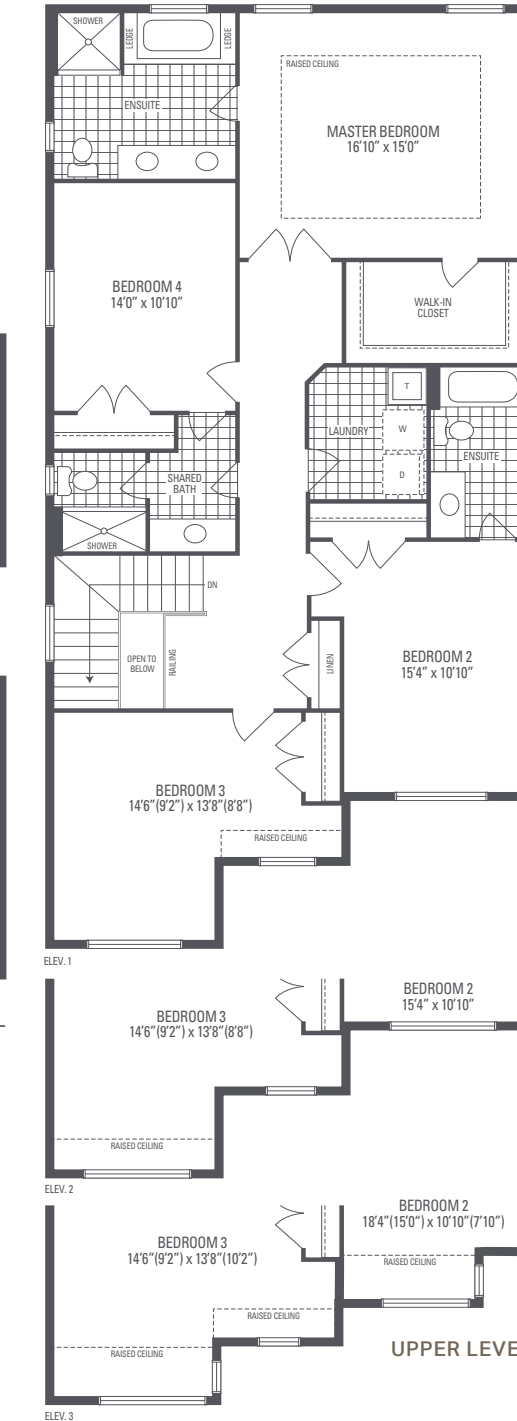 SHOWER
LEDGE
LEDGE
ENSUITE
RAISED CEILING
MASTER BEDROOM
16'10" x 15'0"
BEDROOM 4
14'0" x 10'10"
WALK-IN
CLOSET
T
LAUNDRY
W
D
ENSUITE
SHARED
BATH
SHOWER
DN
OPEN TO
BELOW
RAILING
LINEN
BEDROOM 2
15'4" x 10'10"
BEDROOM 3
14'6"(9'2") x 13'8"(8'8")
RAISED CEILING
ELEV. 1
BEDROOM 2
15'4" x 10'10"
BEDROOM 3
14'6"(9'2") x 13'8"(8'8")
RAISED CEILING
ELEV. 2
BEDROOM 2
18'4"(15'0") x 10'10"(7'10")
RAISED CEILING
BEDROOM 3
14'6"(9'2") x 13'8"(10'2")
RAISED CEILING
RAISED CEILING
UPPER LEVE
ELEV. 3